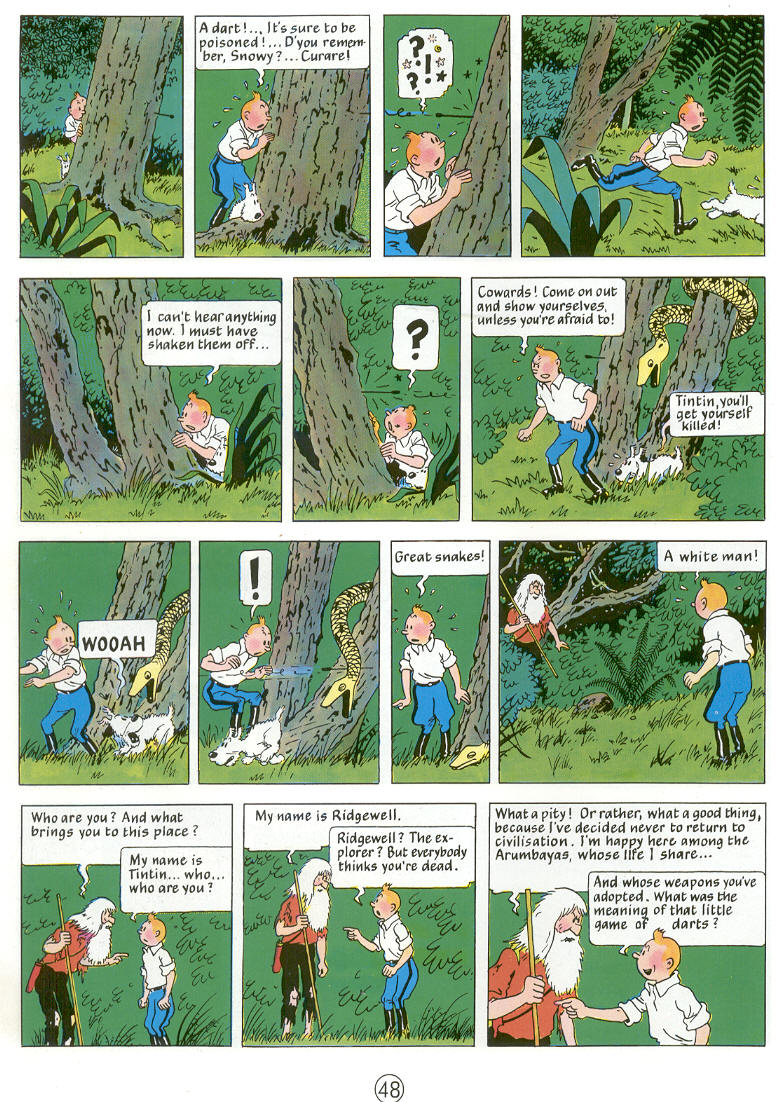 A dart!... It's sure to be
poisoned!... D'you remem-
ber, Snowy?... Curare!
?
!
?
I can't hear anything
now. I must have
shaken them off...
?
Cowards! Come on out
and show yourselves,
unless you're afraid to!
Tintin, you'll
get yourself
killed!
WOOAH
!
Great snakes!
A white man!
Who are you? And what
brings you to this place?
My name is
Tintin... who...
who are you?
My name is Ridgewell.
Ridgewell? The ex-
plorer? But everybody
thinks you're dead.
What a pity! Or rather, what a good thing,
because I've decided never to return to
civilisation. I'm happy here among the
Arumbayas, whose life I share...
And whose weapons you've
adopted. What was the
meaning of that little
game of darts?
48